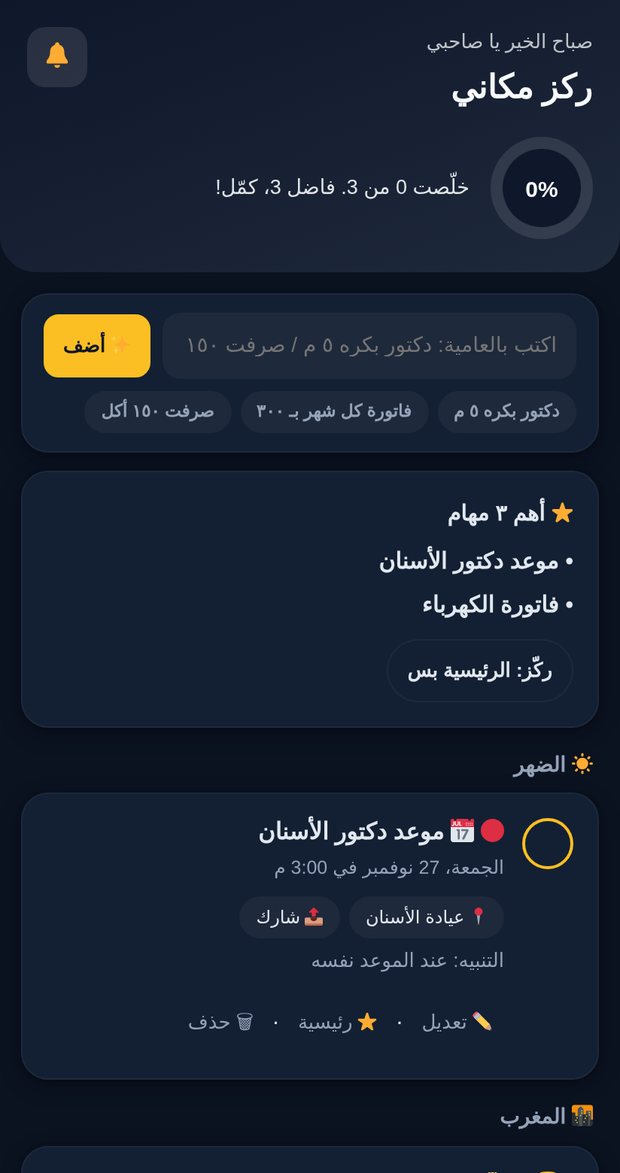 صباح الخير يا صاحبي
ركز مكاني
0%
خلّصت 0 من 3. فاضل 3، كمّل!
اكتب بالعامية: دكتور بكره ٥ م / صرفت ١٥٠
✨ أضف
دكتور بكره ٥ م
فاتورة كل شهر بـ ٣٠٠
صرفت ١٥٠ أكل
⭐ أهم ٣ مهام
• موعد دكتور الأسنان
• فاتورة الكهرباء
ركّز: الرئيسية بس
☀️ الضهر
🔴 📅 موعد دكتور الأسنان
الجمعة، 27 نوفمبر في 3:00 م
📍 عيادة الأسنان
📤 شارك
التنبيه: عند الموعد نفسه
✏️ تعديل · ⭐ رئيسية · 🗑️ حذف
🌆 المغرب